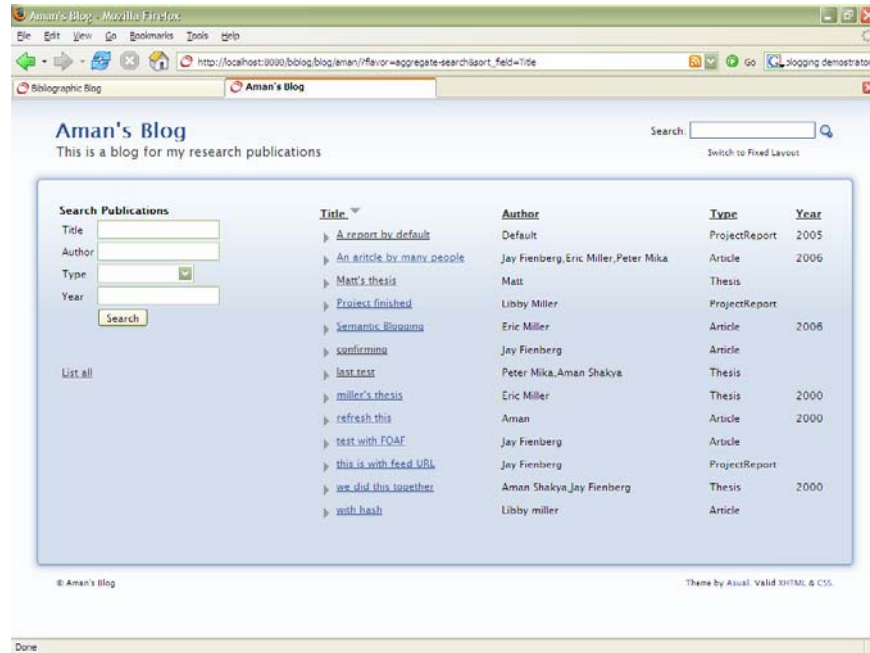 Aman's Blog - Mozilla Firefox
File Edit View Go Bookmarks Tools Help
http://localhost:8080/biblog/blog/aman/?flavor=aggregate-search&sort_field=Title Go slogging demostrator
Bibliographic Blog Aman's Blog
Aman's Blog
This is a blog for my research publications
Search:
Switch to Fixed Layout
Search Publications
Title
Author
Type
Year
Search
List all
Title Author Type Year
A report by default Default ProjectReport 2005
An aritcle by many people Jay Fienberg,Eric Miller,Peter Mika Article 2006
Matt's thesis Matt Thesis
Project finished Libby Miller ProjectReport
Semantic Blogging Eric Miller Article 2006
confirming Jay Fienberg Article
last test Peter Mika,Aman Shakya Thesis
miller's thesis Eric Miller Thesis 2000
refresh this Aman Article 2000
test with FOAF Jay Fienberg Article
this is with feed URL Jay Fienberg ProjectReport
we did this together Aman Shakya,Jay Fienberg Thesis 2000
with hash Libby miller Article
© Aman's Blog
Theme by Asual. Valid XHTML & CSS.
Done